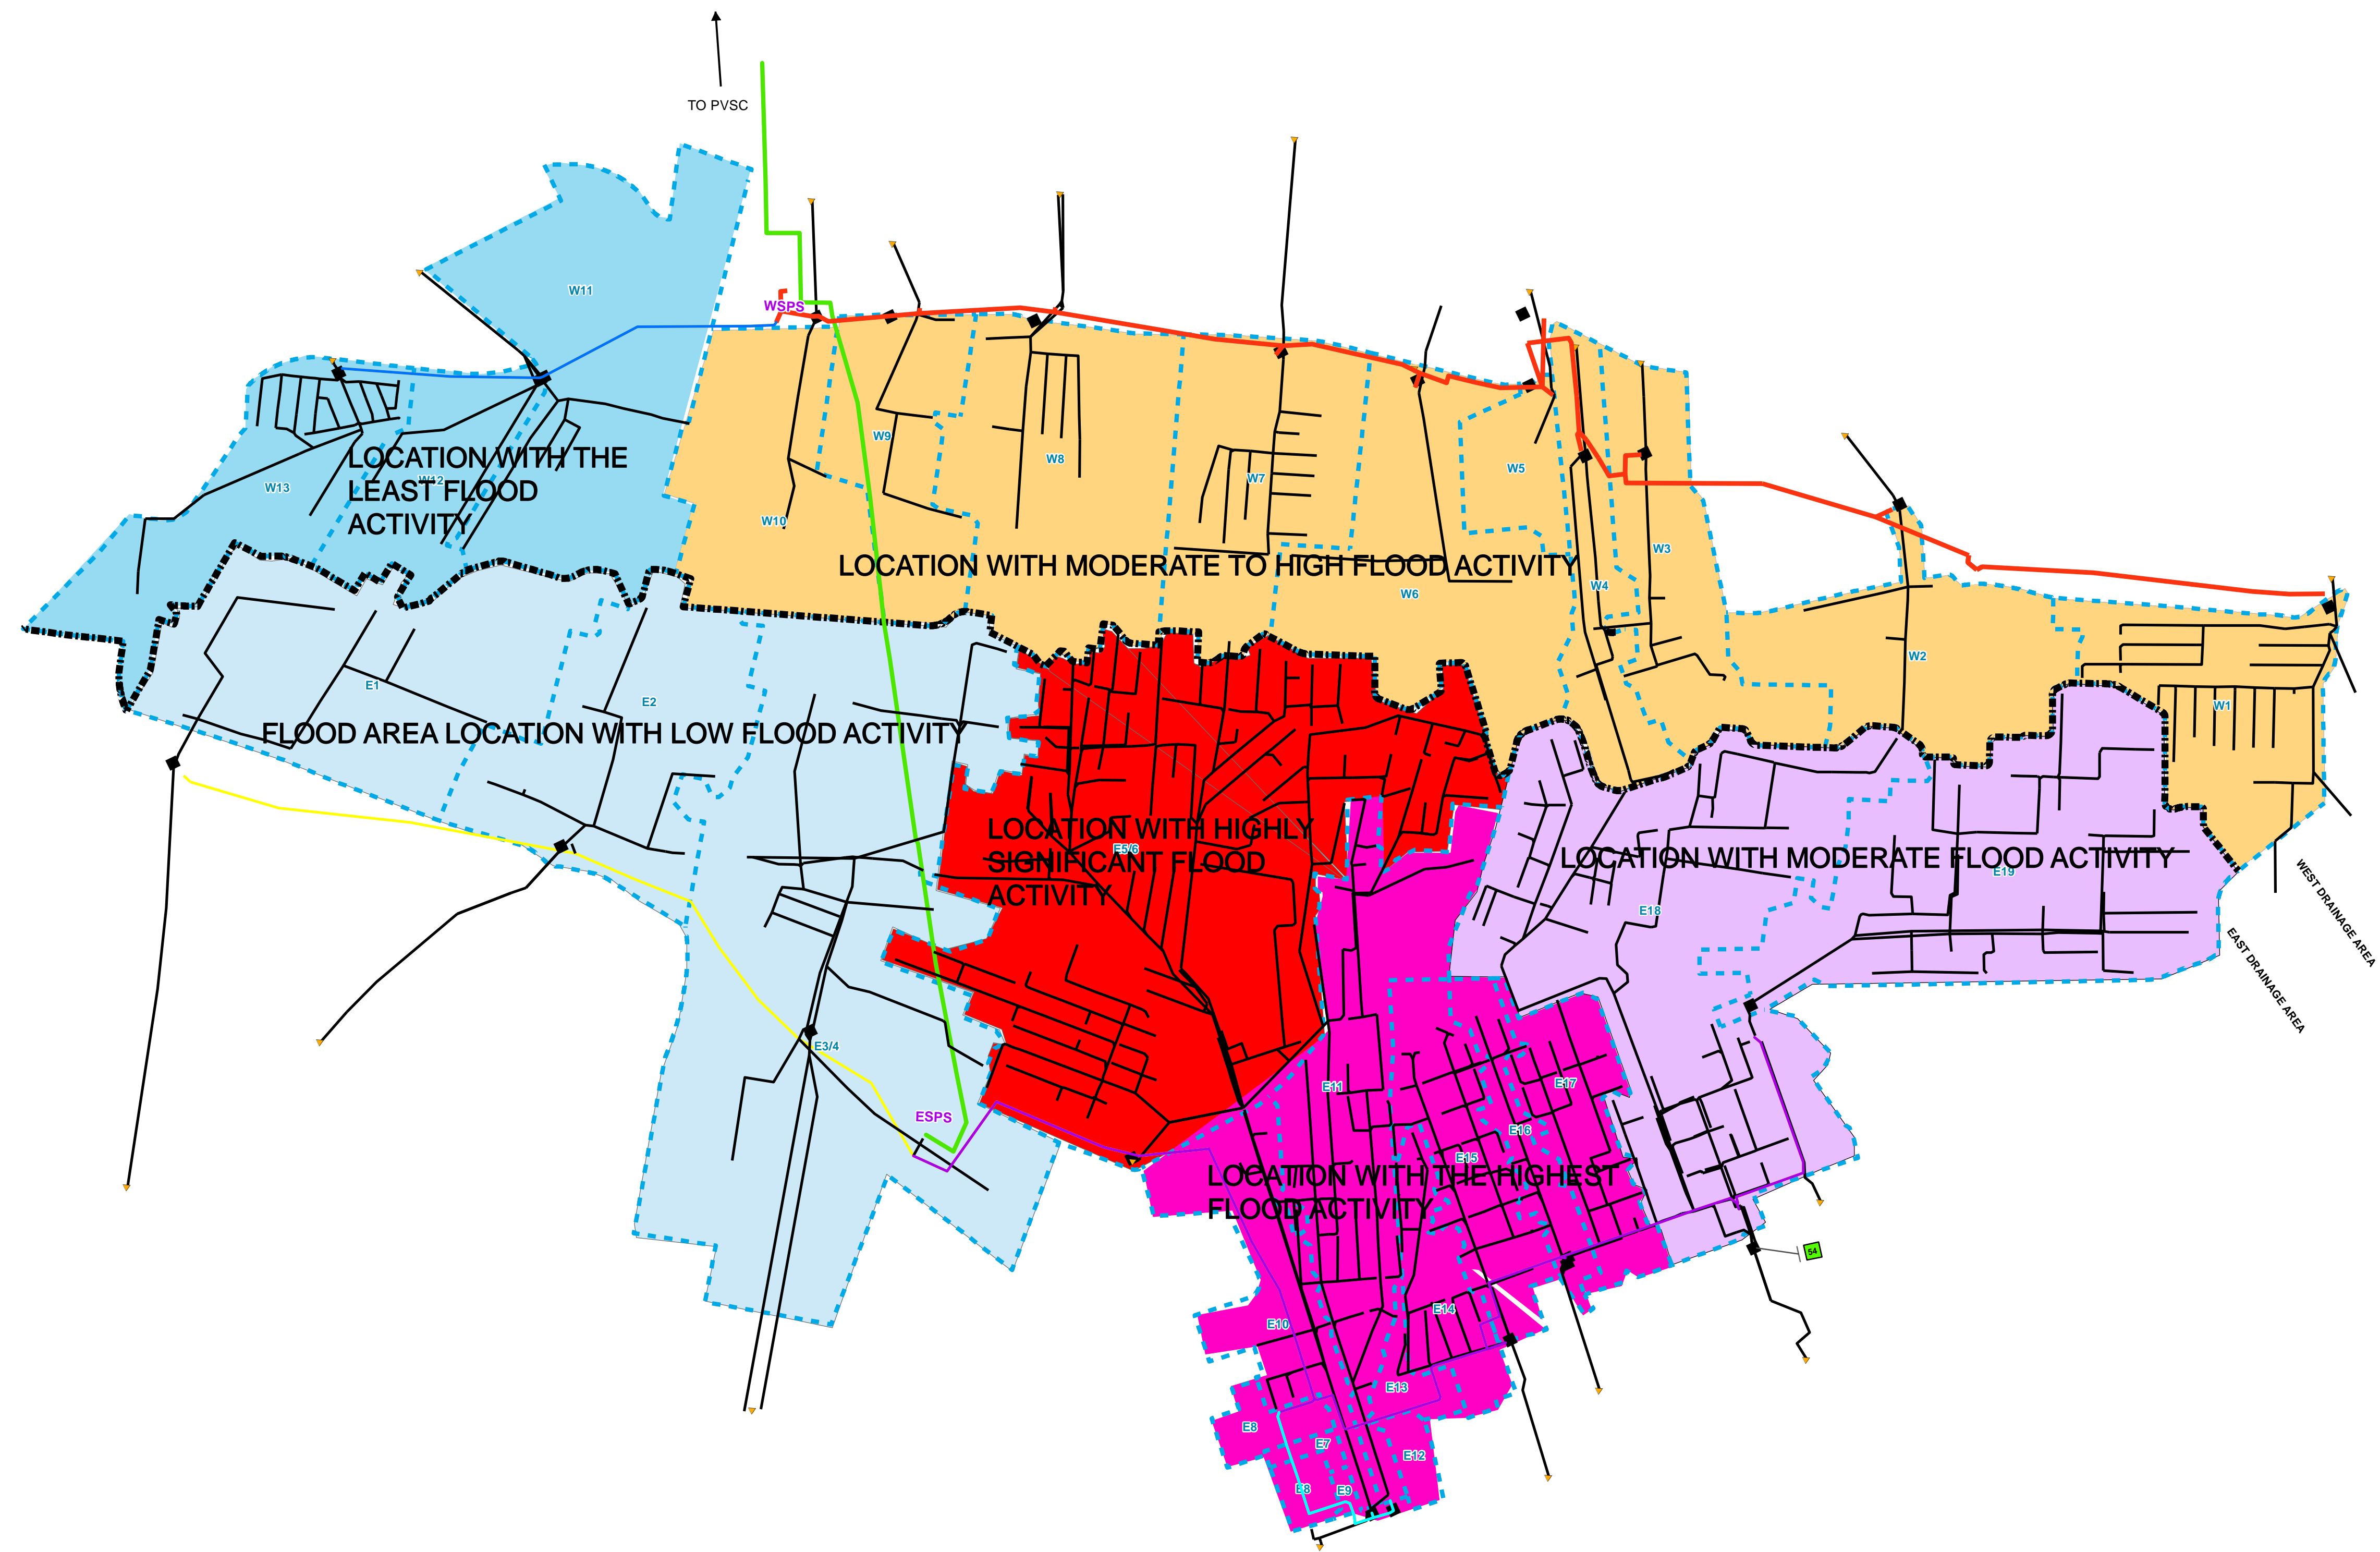 TO PVSC
W11
WSPS
W9
W8
W7
W5
LOCATION WITH THE
LEAST FLOOD
ACTIVITY
W13
W12
W10
W3
LOCATION WITH MODERATE TO HIGH FLOOD ACTIVITY
W4
W6
W2
E1
E2
W1
FLOOD AREA LOCATION WITH LOW FLOOD ACTIVITY
LOCATION WITH HIGHLY
SIGNIFICANT FLOOD
ACTIVITY
E5/6
LOCATION WITH MODERATE FLOOD ACTIVITY
E19
E18
WEST DRAINAGE AREA
EAST DRAINAGE AREA
E3/4
E11
E17
ESPS
E16
E15
LOCATION WITH THE HIGHEST
FLOOD ACTIVITY
54
E14
E10
E13
E8
E7
E12
E8
E9